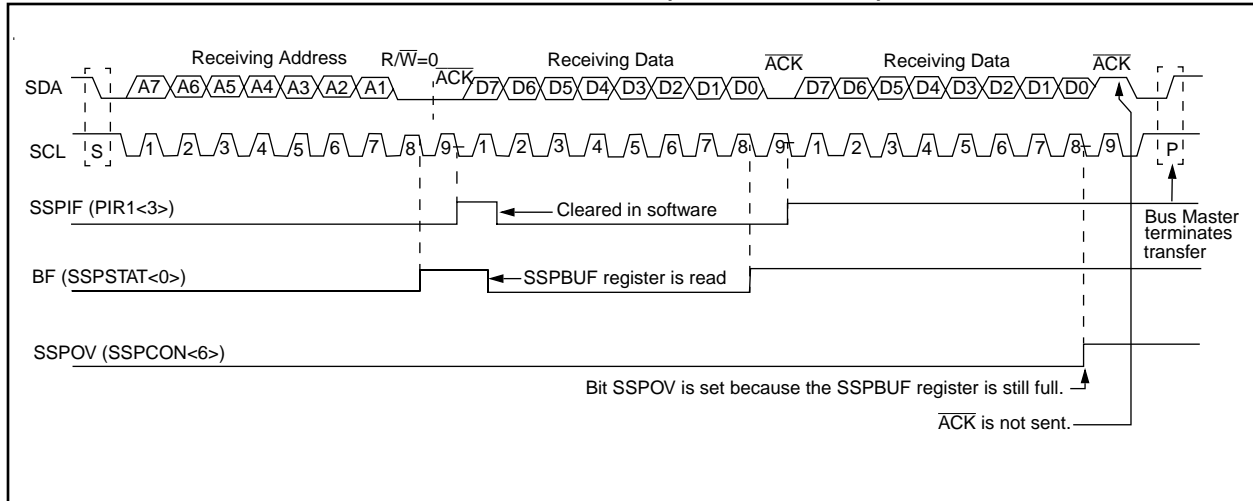 Receiving Address R/W=0 Receiving Data ACK Receiving Data ACK
ACK
SDA A7 A6 A5 A4 A3 A2 A1 D7 D6 D5 D4 D3 D2 D1 D0 D7 D6 D5 D4 D3 D2 D1 D0
SCL S 1 2 3 4 5 6 7 8 9 1 2 3 4 5 6 7 8 9 1 2 3 4 5 6 7 8 9 P
SSPIF (PIR1<3>) Cleared in software
Bus Master
terminates
transfer
BF (SSPSTAT<0>) SSPBUF register is read
SSPOV (SSPCON<6>)
Bit SSPOV is set because the SSPBUF register is still full.
ACK is not sent.